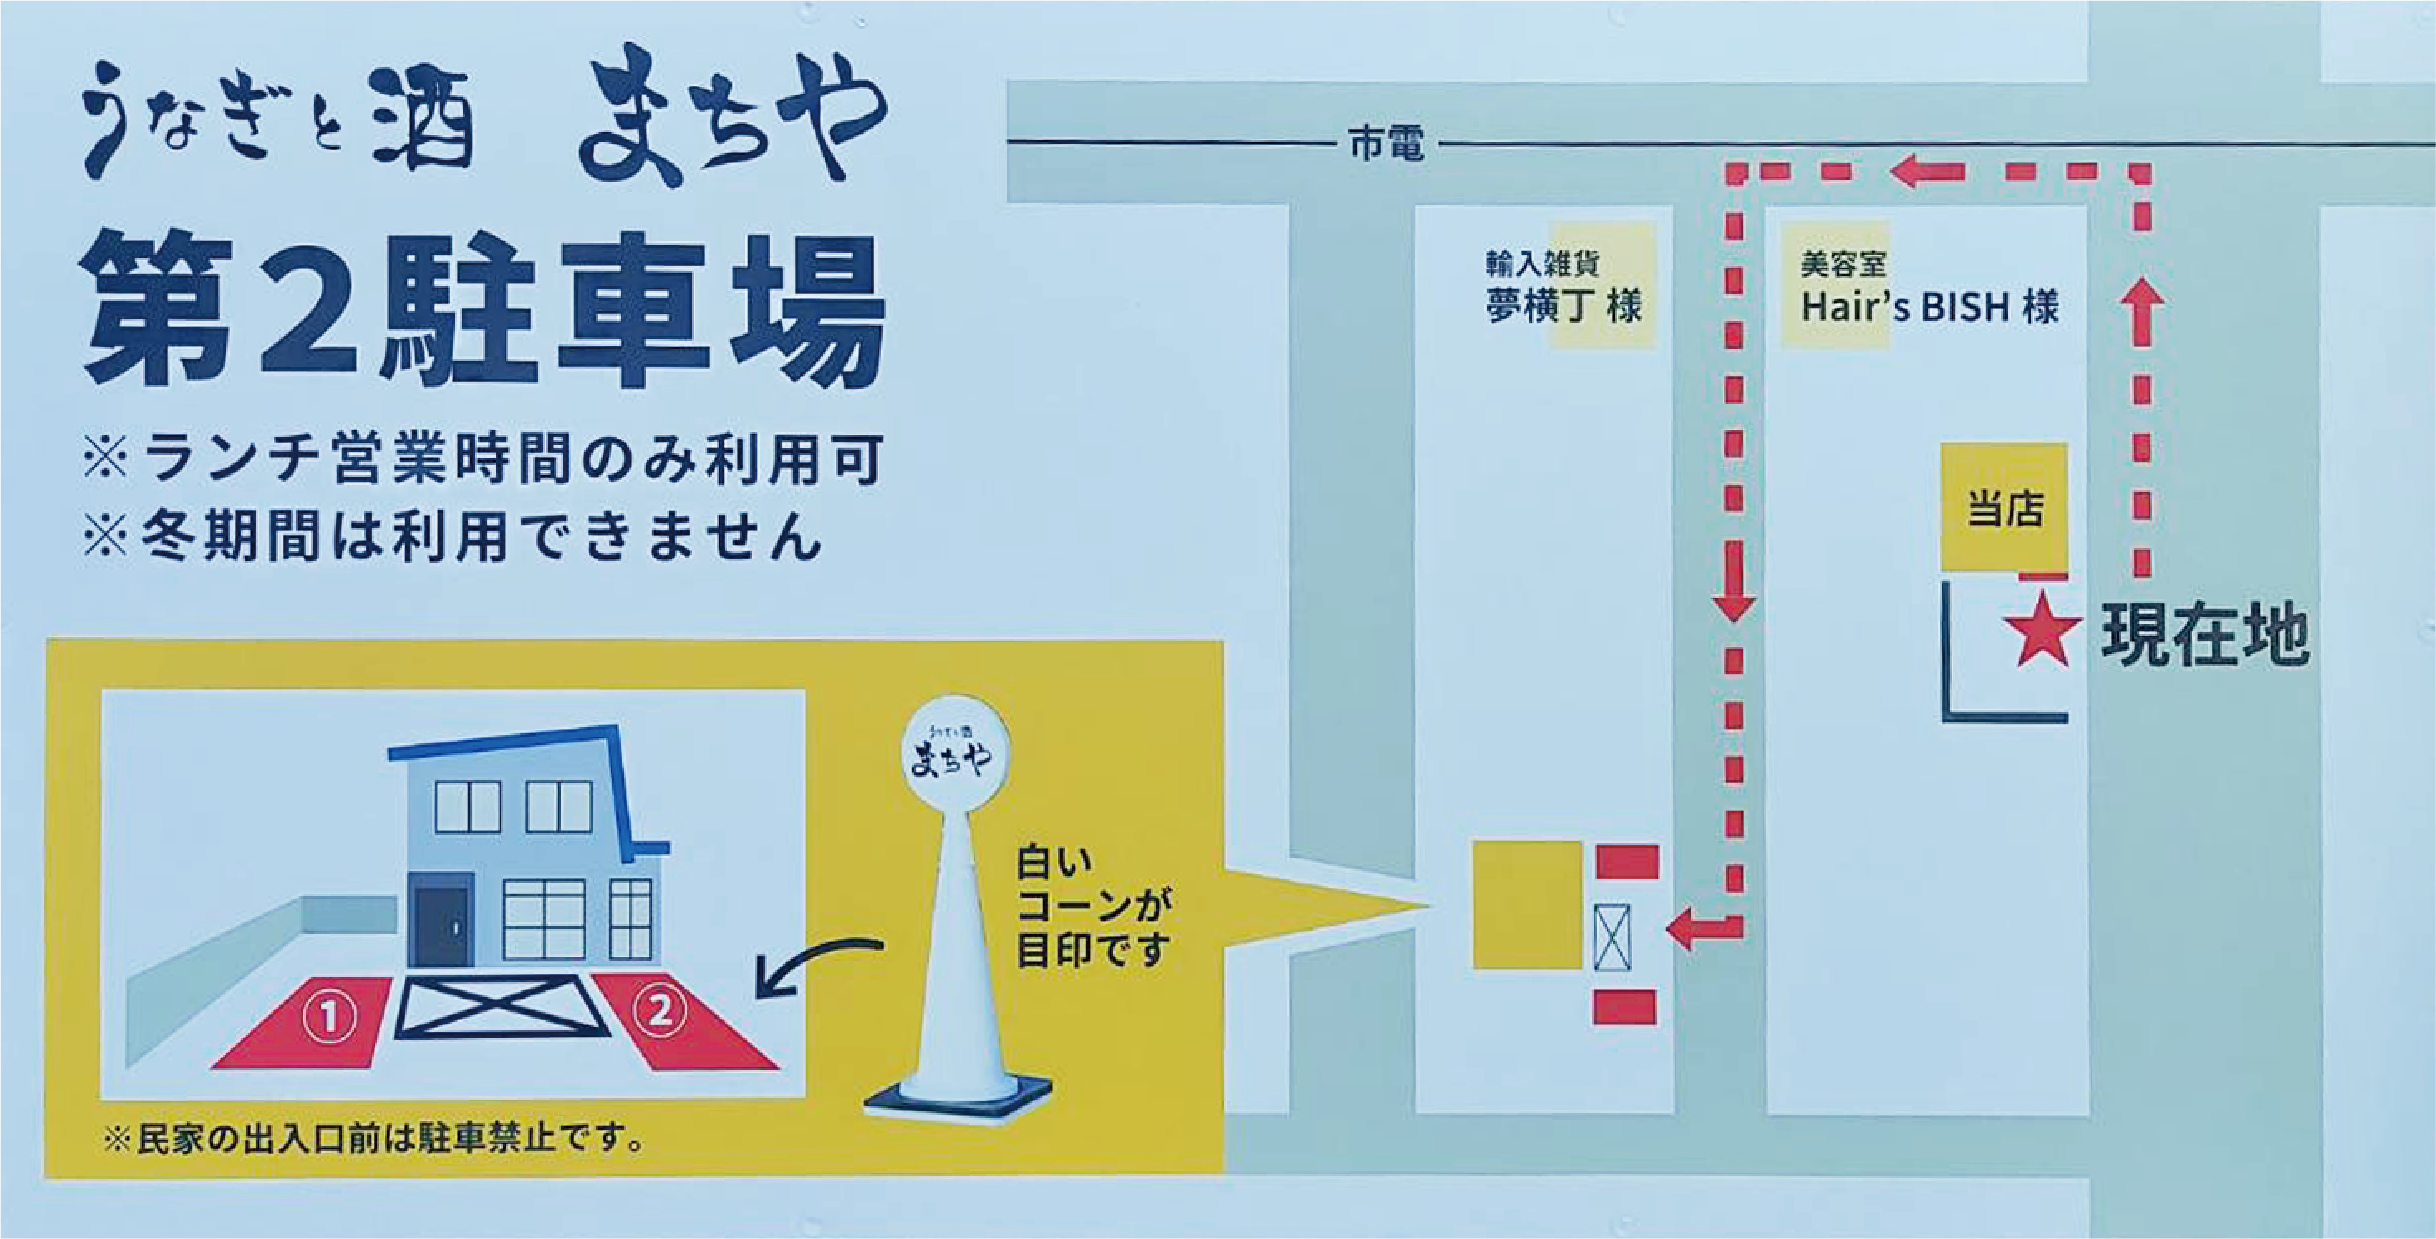 うなぎと酒 まちや
第2駐車場
※ランチ営業時間のみ利用可
※冬期間は利用できません
市電
輸入雑貨
夢横丁 様
美容室
Hair's BISH 様
当店
現在地
うなぎと酒
まちや
白い
コーンが
目印です
①
②
※民家の出入口前は駐車禁止です。